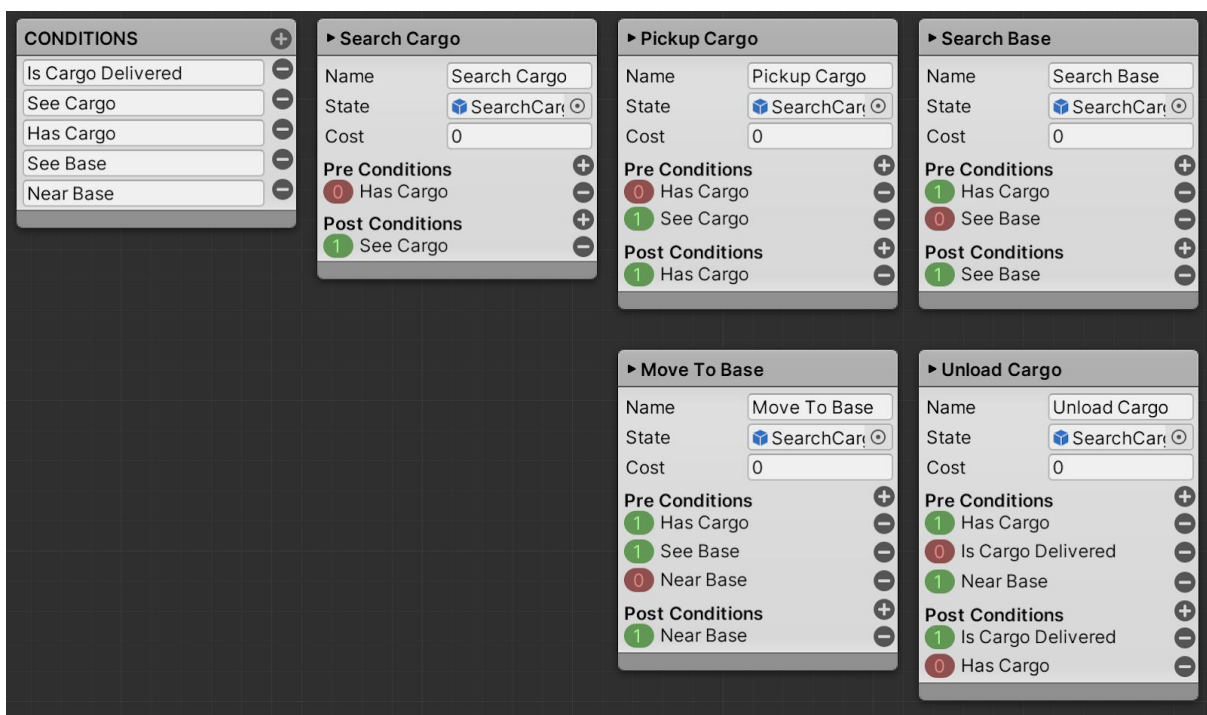 CONDITIONS
Is Cargo Delivered
See Cargo
Has Cargo
See Base
Near Base
Search Cargo
Name Search Cargo
State SearchCar
Cost 0
Pre Conditions
0 Has Cargo
Post Conditions
1 See Cargo
Pickup Cargo
Name Pickup Cargo
State SearchCar
Cost 0
Pre Conditions
0 Has Cargo
1 See Cargo
Post Conditions
1 Has Cargo
Search Base
Name Search Base
State SearchCar
Cost 0
Pre Conditions
1 Has Cargo
0 See Base
Post Conditions
1 See Base
Move To Base
Name Move To Base
State SearchCar
Cost 0
Pre Conditions
1 Has Cargo
1 See Base
0 Near Base
Post Conditions
1 Near Base
Unload Cargo
Name Unload Cargo
State SearchCar
Cost 0
Pre Conditions
1 Has Cargo
0 Is Cargo Delivered
1 Near Base
Post Conditions
1 Is Cargo Delivered
0 Has Cargo